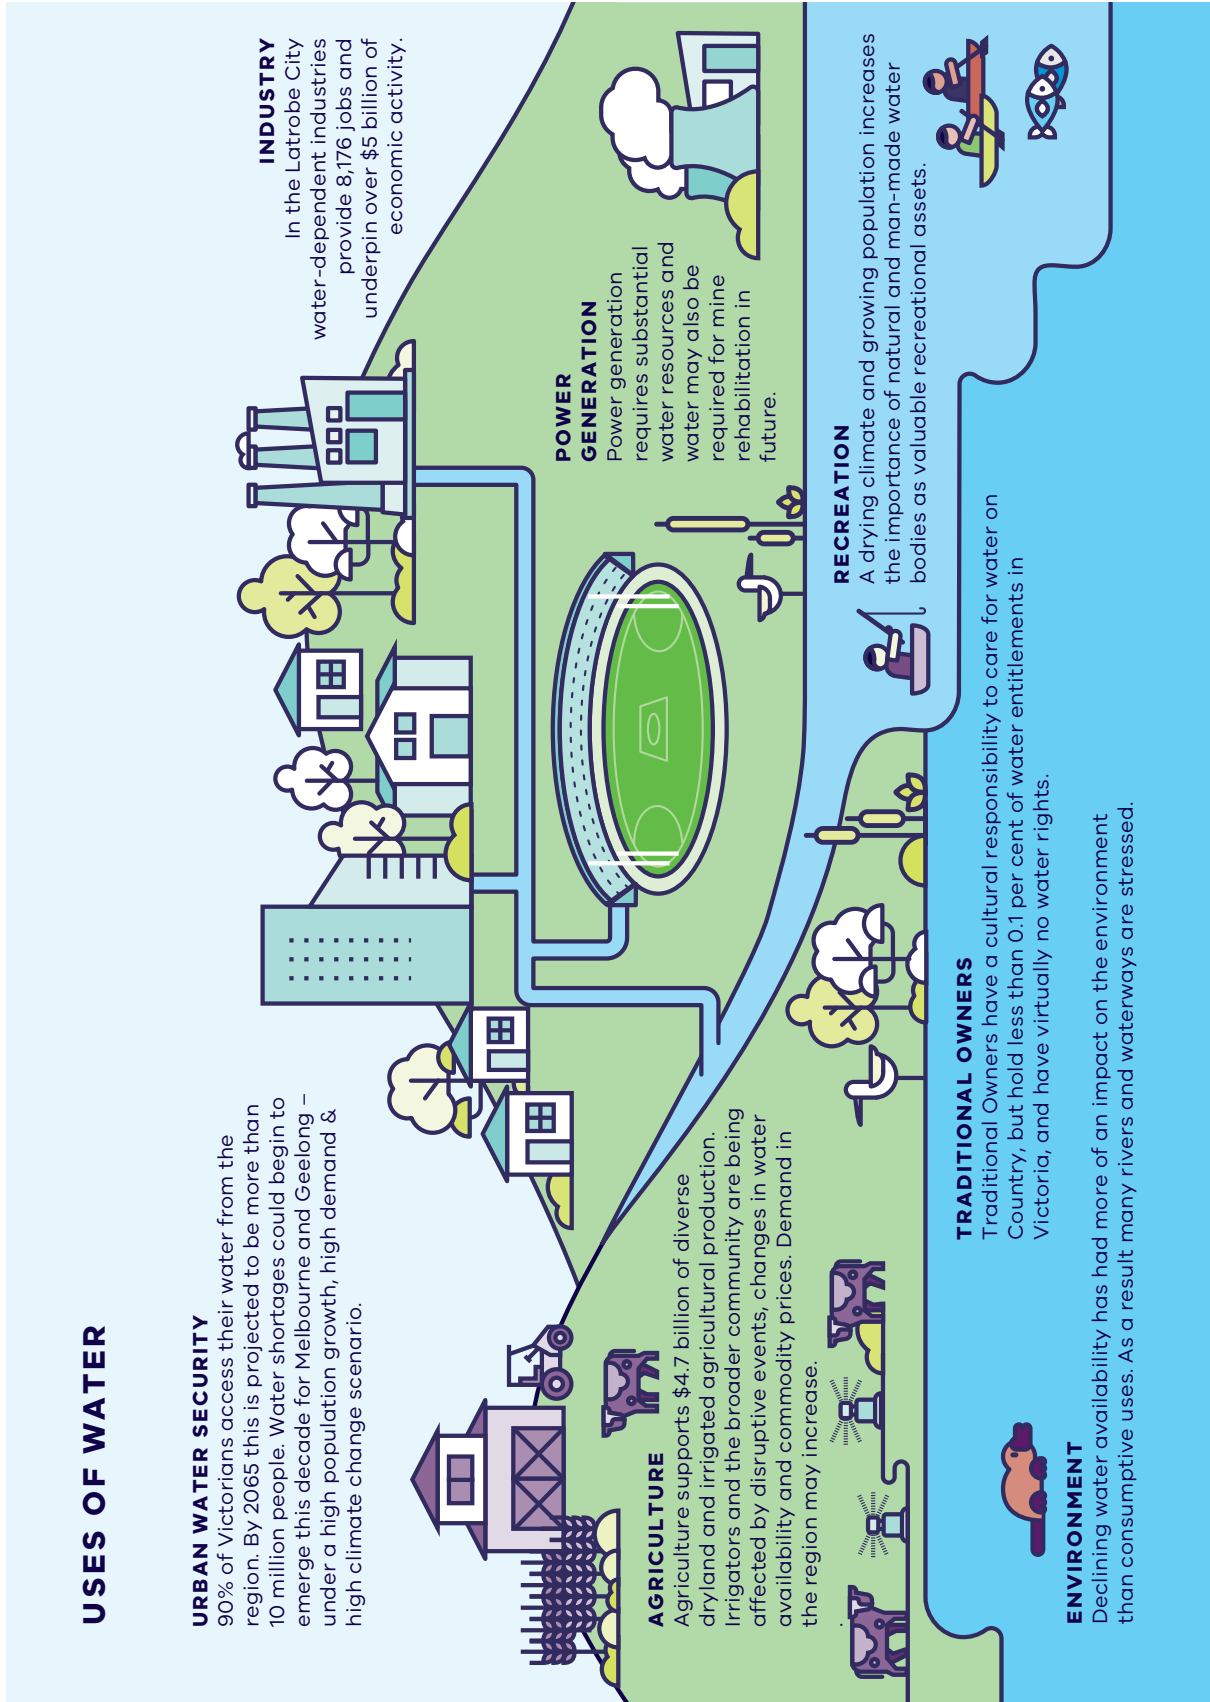 USES OF WATER
URBAN WATER SECURITY
90% of Victorians access their water from the
region. By 2065 this is projected to be more than
10 million people. Water shortages could begin to
emerge this decade for Melbourne and Geelong –
under a high population growth, high demand &
high climate change scenario.
INDUSTRY
In the Latrobe City
water-dependent industries
provide 8,176 jobs and
underpin over $5 billion of
economic activity.
POWER
GENERATION
Power generation
requires substantial
water resources and
water may also be
required for mine
rehabilitation in
future.
AGRICULTURE
Agriculture supports $4.7 billion of diverse
dryland and irrigated agricultural production.
Irrigators and the broader community are being
affected by disruptive events, changes in water
availability and commodity prices. Demand in
the region may increase.
.
RECREATION
A drying climate and growing population increases
the importance of natural and man-made water
bodies as valuable recreational assets.
TRADITIONAL OWNERS
Traditional Owners have a cultural responsibility to care for water on
Country, but hold less than 0.1 per cent of water entitlements in
Victoria, and have virtually no water rights.
ENVIRONMENT
Declining water availability has had more of an impact on the environment
than consumptive uses. As a result many rivers and waterways are stressed.